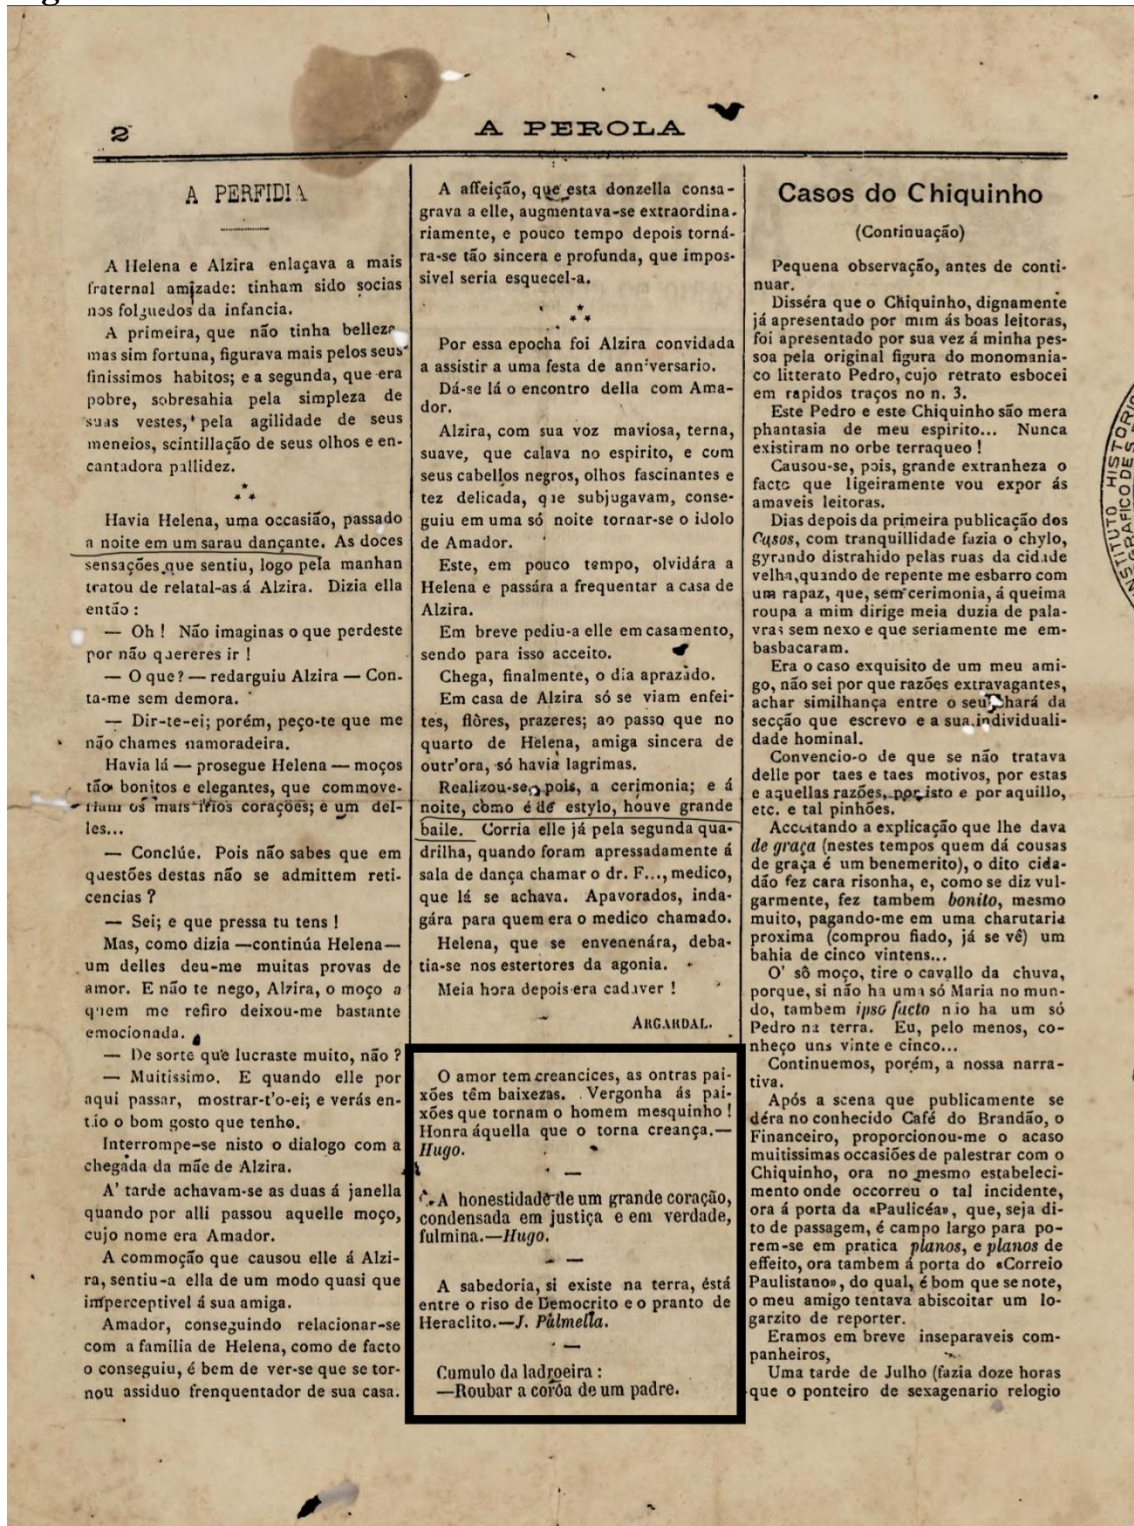 2
A PEROLA
A PERFIDIA
A Helena e Alzira enlaçava a mais
fraternal amizade: tinham sido socias
nos folguedos da infancia.
A primeira, que não tinha belleza
mas sim fortuna, figurava mais pelos seus
finissimos habitos; e a segunda, que era
pobre, sobresahia pela simpleza de
suas vestes, pela agilidade de seus
meneios, scintillação de seus olhos e en-
cantadora pallidez.
Havia Helena, uma occasião, passado
a noite em um sarau dançante. As doces
sensações que sentiu, logo pela manhan
tratou de relatal-as á Alzira. Dizia ella
então :
— Oh ! Não imaginas o que perdeste
por não quereres ir !
— O que ? — redarguiu Alzira — Con-
ta-me sem demora.
— Dir-te-ei; porém, peço-te que me
não chames namoradeira.
Havia lá — prosegue Helena — moços
tão bonitos e elegantes, que commove-
riam os mais frios corações; e um del-
les...
— Conclúe. Pois não sabes que em
questões destas não se admittem reti-
cencias ?
— Sei; e que pressa tu tens !
Mas, como dizia —continúa Helena—
um delles deu-me muitas provas de
amor. E não te nego, Alzira, o moço a
quem me refiro deixou-me bastante
emocionada.
— De sorte que lucraste muito, não ?
— Muitissimo. E quando elle por
aqui passar, mostrar-t'o-ei; e verás en-
tão o bom gosto que tenho.
Interrompe-se nisto o dialogo com a
chegada da mãe de Alzira.
A' tarde achavam-se as duas á janella
quando por alli passou aquelle moço,
cujo nome era Amador.
A commoção que causou elle á Alzi-
ra, sentiu-a ella de um modo quasi que
imperceptivel á sua amiga.
Amador, conseguindo relacionar-se
com a familia de Helena, como de facto
o conseguiu, é bem de ver-se que se tor-
nou assiduo frenquentador de sua casa.
A affeição, que esta donzella consa-
grava a elle, augmentava-se extraordina-
riamente, e pouco tempo depois torná-
ra-se tão sincera e profunda, que impos-
sivel seria esquecel-a.
Por essa epocha foi Alzira convidada
a assistir a uma festa de anniversario.
Dá-se lá o encontro della com Ama-
dor.
Alzira, com sua voz maviosa, terna,
suave, que calava no espirito, e com
seus cabellos negros, olhos fascinantes e
tez delicada, que subjugavam, conse-
guiu em uma só noite tornar-se o idolo
de Amador.
Este, em pouco tempo, olvidára a
Helena e passára a frequentar a casa de
Alzira.
Em breve pediu-a elle em casamento,
sendo para isso acceito.
Chega, finalmente, o dia aprazado.
Em casa de Alzira só se viam enfei-
tes, flôres, prazeres; ao passo que no
quarto de Helena, amiga sincera de
outr'ora, só havia lagrimas.
Realizou-se, pois, a cerimonia; e á
noite, como é de estylo, houve grande
baile. Corria elle já pela segunda qua-
drilha, quando foram apressadamente á
sala de dança chamar o dr. F..., medico,
que lá se achava. Apavorados, inda-
gára para quem era o medico chamado.
Helena, que se envenenára, deba-
tia-se nos estertores da agonia.
Meia hora depois era cadaver !
ARGARDAL.
O amor tem creancices, as ontras pai-
xões têm baixezas. Vergonha ás pai-
xões que tornam o homem mesquinho !
Honra áquella que o torna creança.—
Hugo.
—
A honestidade de um grande coração,
condensada em justiça e em verdade,
fulmina.—Hugo.
—
A sabedoria, si existe na terra, éstá
entre o riso de Democrito e o pranto de
Heraclito.—J. Palmella.
—
Cumulo da ladroeira :
—Roubar a corôa de um padre.
Casos do Chiquinho
(Continuação)
Pequena observação, antes de conti-
nuar.
Disséra que o Chiquinho, dignamente
já apresentado por mim ás boas leitoras,
foi apresentado por sua vez á minha pes-
soa pela original figura do monomania-
co litterato Pedro, cujo retrato esbocei
em rapidos traços no n. 3.
Este Pedro e este Chiquinho são mera
phantasia de meu espirito... Nunca
existiram no orbe terraqueo !
Causou-se, pois, grande extranheza o
facto que ligeiramente vou expor ás
amaveis leitoras.
Dias depois da primeira publicação dos
Casos, com tranquillidade fazia o chylo,
gyrando distrahido pelas ruas da cidade
velha, quando de repente me esbarro com
um rapaz, que, sem cerimonia, á queima
roupa a mim dirige meia duzia de pala-
vras sem nexo e que seriamente me em-
basbacaram.
Era o caso exquisito de um meu ami-
go, não sei por que razões extravagantes,
achar similhança entre o seu chará da
secção que escrevo e a sua individuali-
dade hominal.
Convencio-o de que se não tratava
delle por taes e taes motivos, por estas
e aquellas razões, por isto e por aquillo,
etc. e tal pinhões.
Acceitando a explicação que lhe dava
de graça (nestes tempos quem dá cousas
de graça é um benemerito), o dito cida-
dão fez cara risonha, e, como se diz vul-
garmente, fez tambem bonito, mesmo
muito, pagando-me em uma charutaria
proxima (comprou fiado, já se vê) um
bahia de cinco vintens...
O' sô moço, tire o cavallo da chuva,
porque, si não ha uma só Maria no mun-
do, tambem ipso facto não ha um só
Pedro na terra. Eu, pelo menos, co-
nheço uns vinte e cinco...
Continuemos, porém, a nossa narra-
tiva.
Após a scena que publicamente se
déra no conhecido Café do Brandão, o
Financeiro, proporcionou-me o acaso
muitissimas occasiões de palestrar com o
Chiquinho, ora no mesmo estabeleci-
mento onde occorreu o tal incidente,
ora á porta da «Paulicéa», que, seja di-
to de passagem, é campo largo para po-
rem-se em pratica planos, e planos de
effeito, ora tambem á porta do «Correio
Paulistano», do qual, é bom que se note,
o meu amigo tentava abiscoitar um lo-
garzito de reporter.
Eramos em breve inseparaveis com-
panheiros,
Uma tarde de Julho (fazia doze horas
que o ponteiro de sexagenario relogio